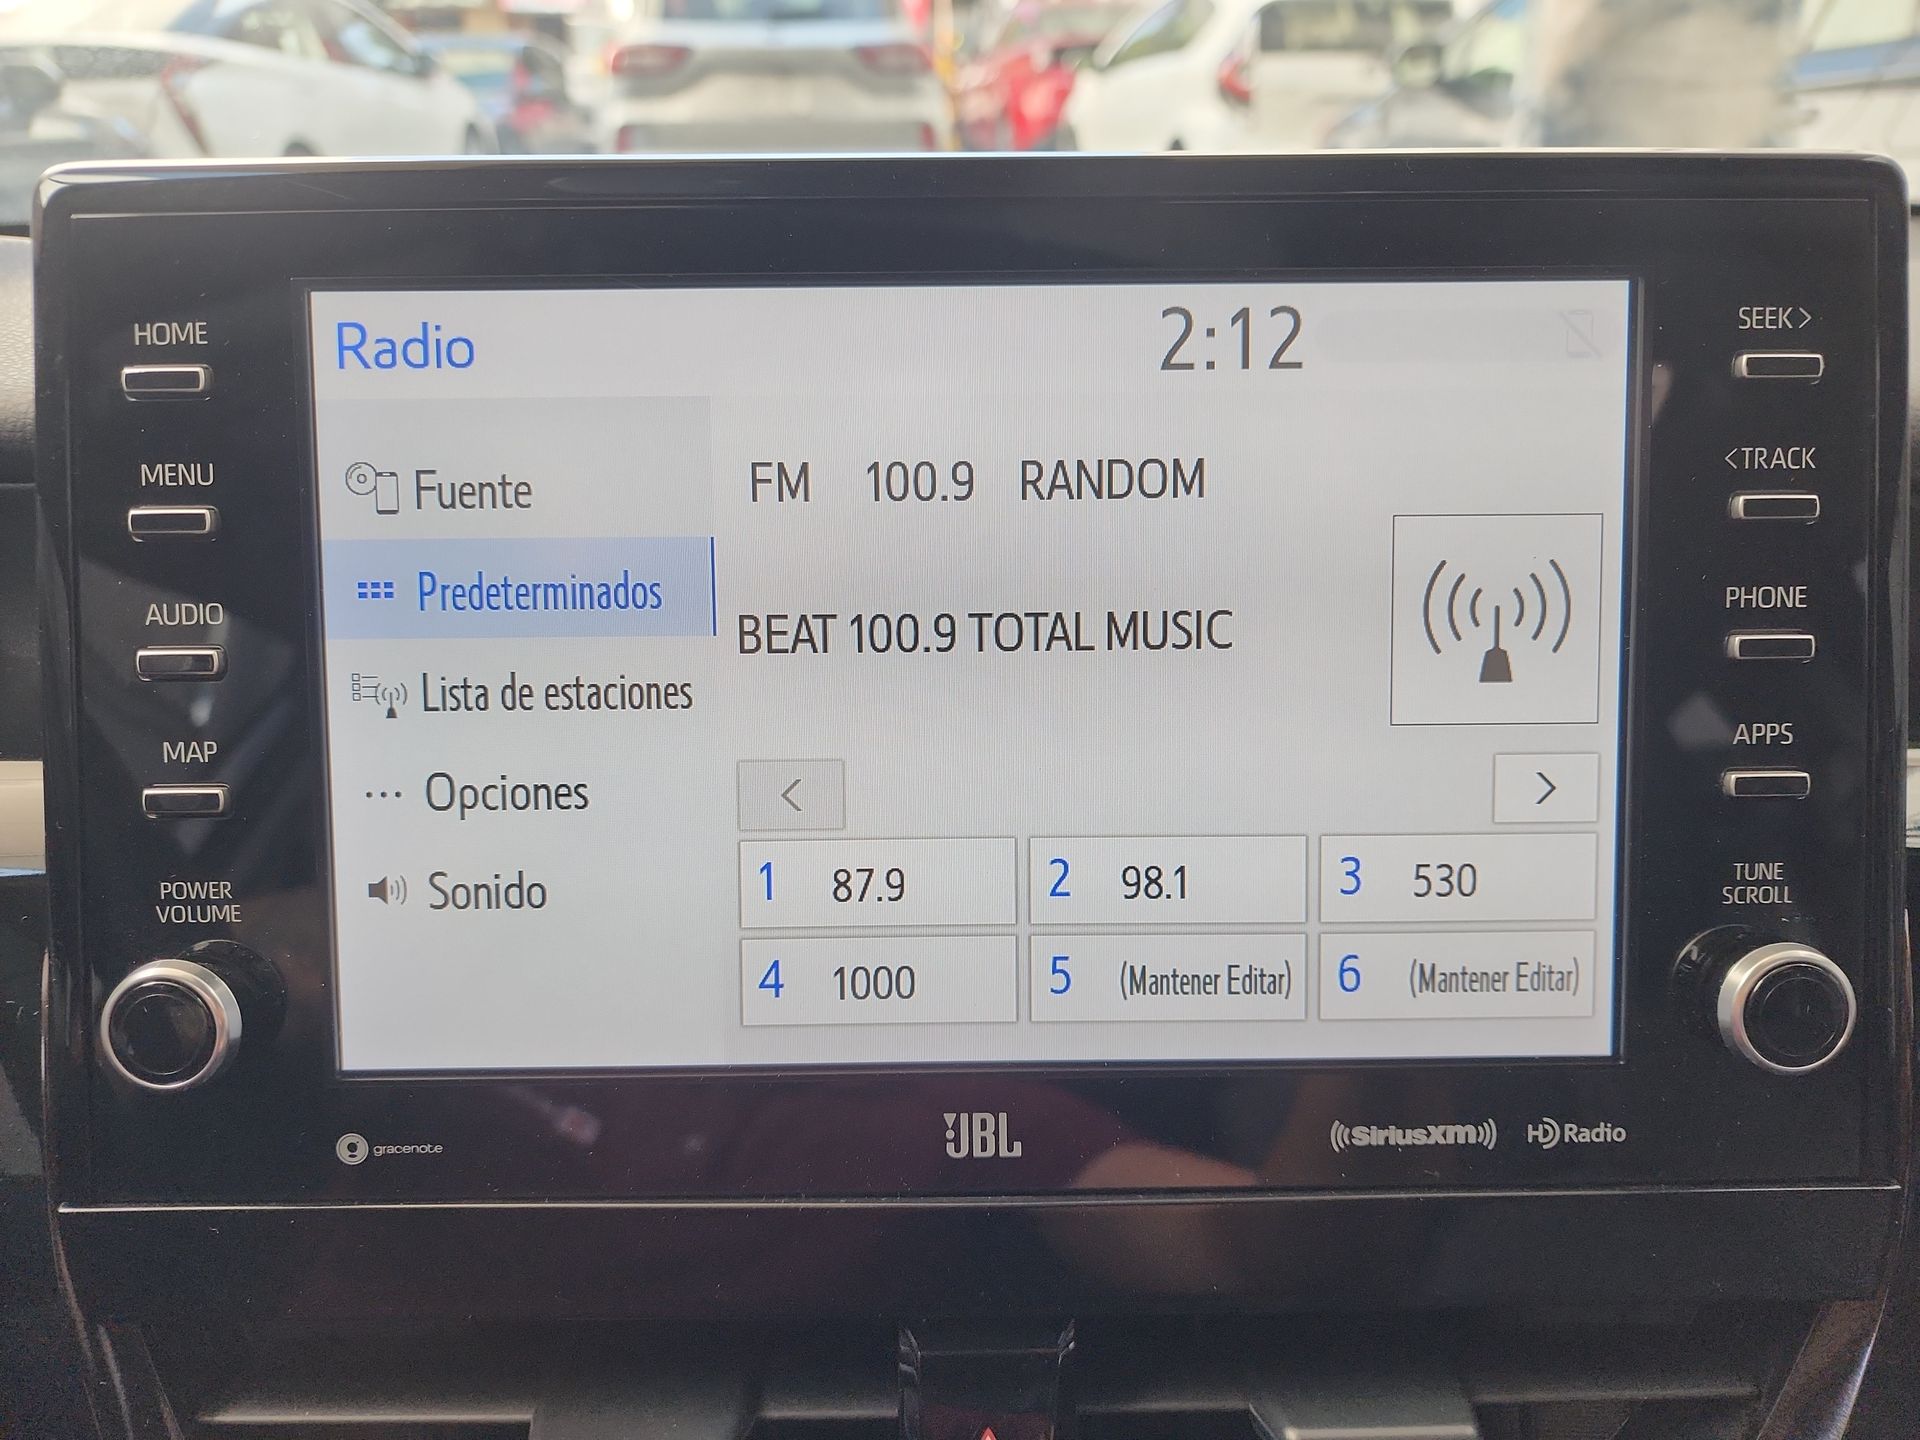 HOME
MENU
AUDIO
MAP
POWER
VOLUME
Radio
2:12
Fuente
Predeterminados
Lista de estaciones
Opciones
Sonido
FM 100.9 RANDOM
BEAT 100.9 TOTAL MUSIC
<
>
1 87.9
2 98.1
3 530
4 1000
5 (Mantener Editar)
6 (Mantener Editar)
SEEK>
<TRACK
PHONE
APPS
TUNE
SCROLL
gracenote
JBL
SiriusXM
HD Radio